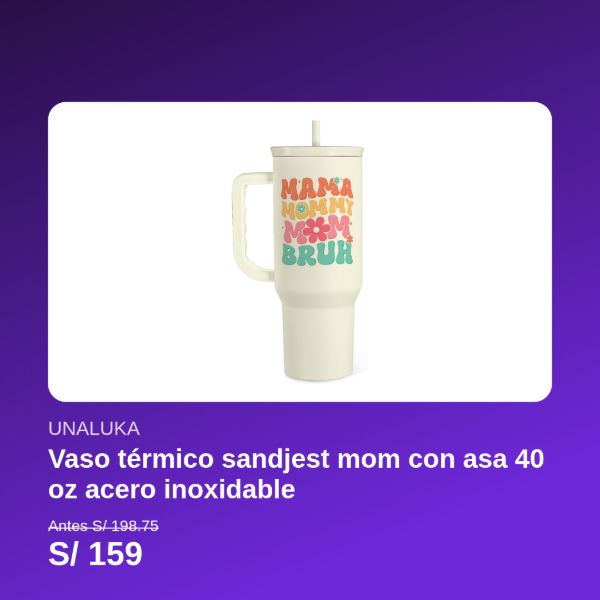 MAMA
MOMMY
MOM
BRUH
UNALUKA
Vaso térmico sandjest mom con asa 40
oz acero inoxidable
Antes S/ 198.75
S/ 159